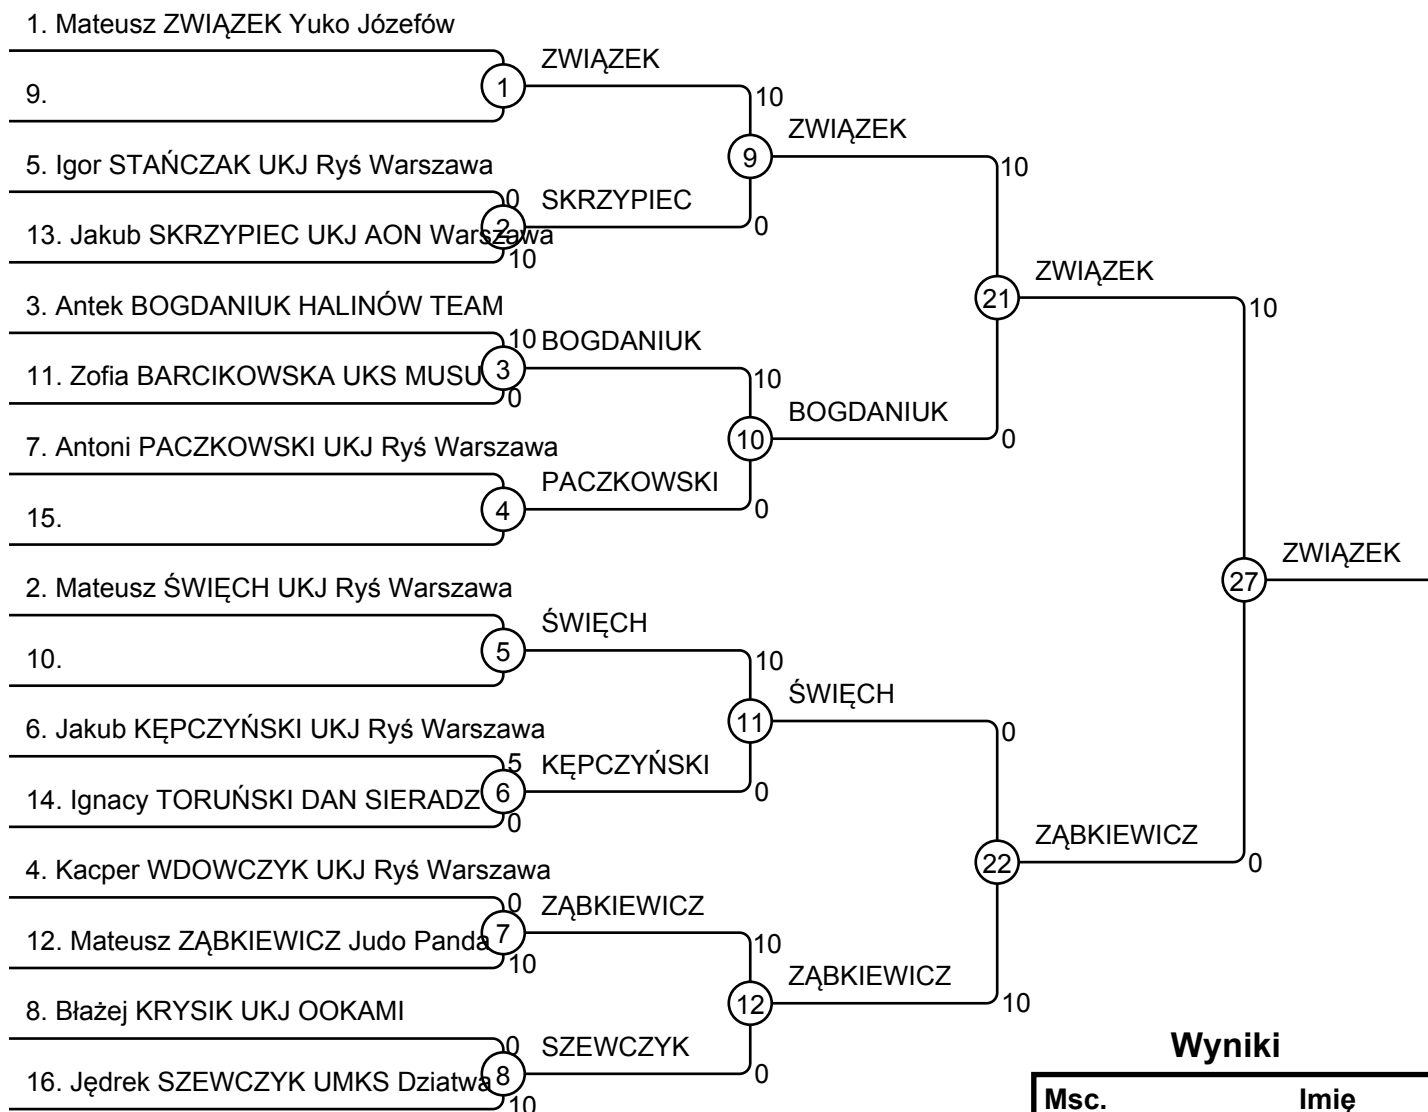 1. Mateusz ZWIĄZEK Yuko Józefów
ZWIĄZEK
1
9.
10
ZWIĄZEK
9
5. Igor STAŃCZAK UKJ Ryś Warszawa
10
0
SKRZYPIEC
2
0
13. Jakub SKRZYPIEC UKJ AON Warszawa
10
ZWIĄZEK
21
3. Antek BOGDANIUK HALINÓW TEAM
10
10
BOGDANIUK
3
11. Zofia BARCIKOWSKA UKS MUSU
10
0
BOGDANIUK
10
0
7. Antoni PACZKOWSKI UKJ Ryś Warszawa
PACZKOWSKI
4
0
15.
ZWIĄZEK
27
2. Mateusz ŚWIĘCH UKJ Ryś Warszawa
ŚWIĘCH
5
10.
10
ŚWIĘCH
11
6. Jakub KĘPCZYŃSKI UKJ Ryś Warszawa
0
5
KĘPCZYŃSKI
6
0
14. Ignacy TORUŃSKI DAN SIERADZ
0
ZĄBKIEWICZ
22
0
4. Kacper WDOWCZYK UKJ Ryś Warszawa
0
ZĄBKIEWICZ
7
12. Mateusz ZĄBKIEWICZ Judo Panda
10
10
ZĄBKIEWICZ
12
10
8. Błażej KRYSIK UKJ OOKAMI
0
SZEWCZYK
8
0
16. Jędrek SZEWCZYK UMKS Dziatwa
10
Wyniki
Msc. Imię